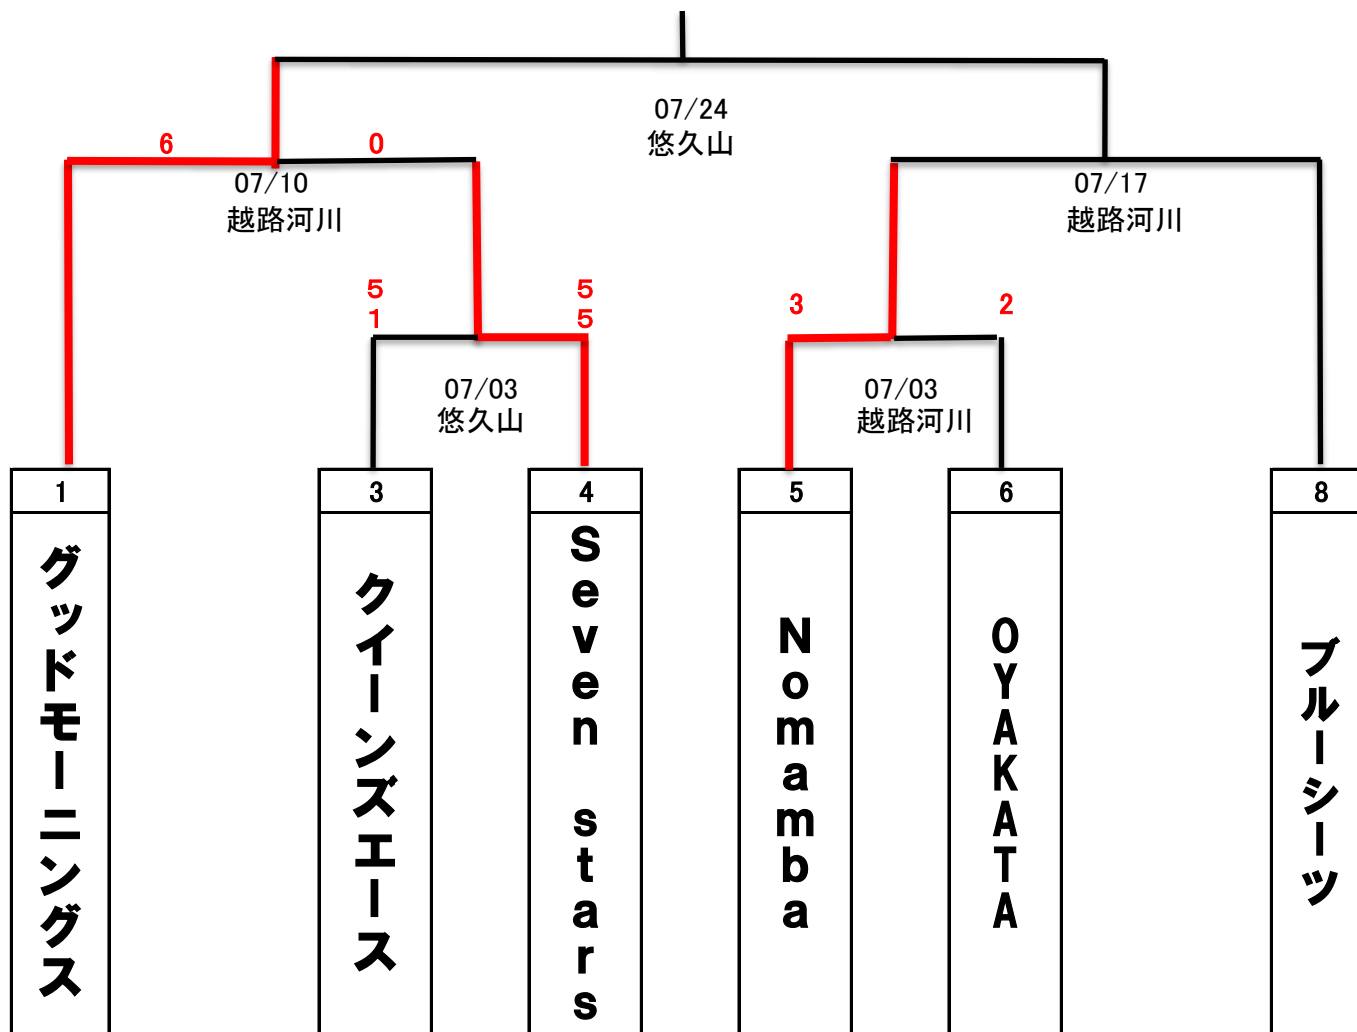 07/24
悠久山
6
0
07/10
越路河川
07/17
越路河川
5
5
1
5
3
2
07/03
悠久山
07/03
越路河川
1
3
4
5
6
8
グッドモーニングス
クイーンズエース
Seven stars
Nomamba
OYAKATA
ブルーシーツ